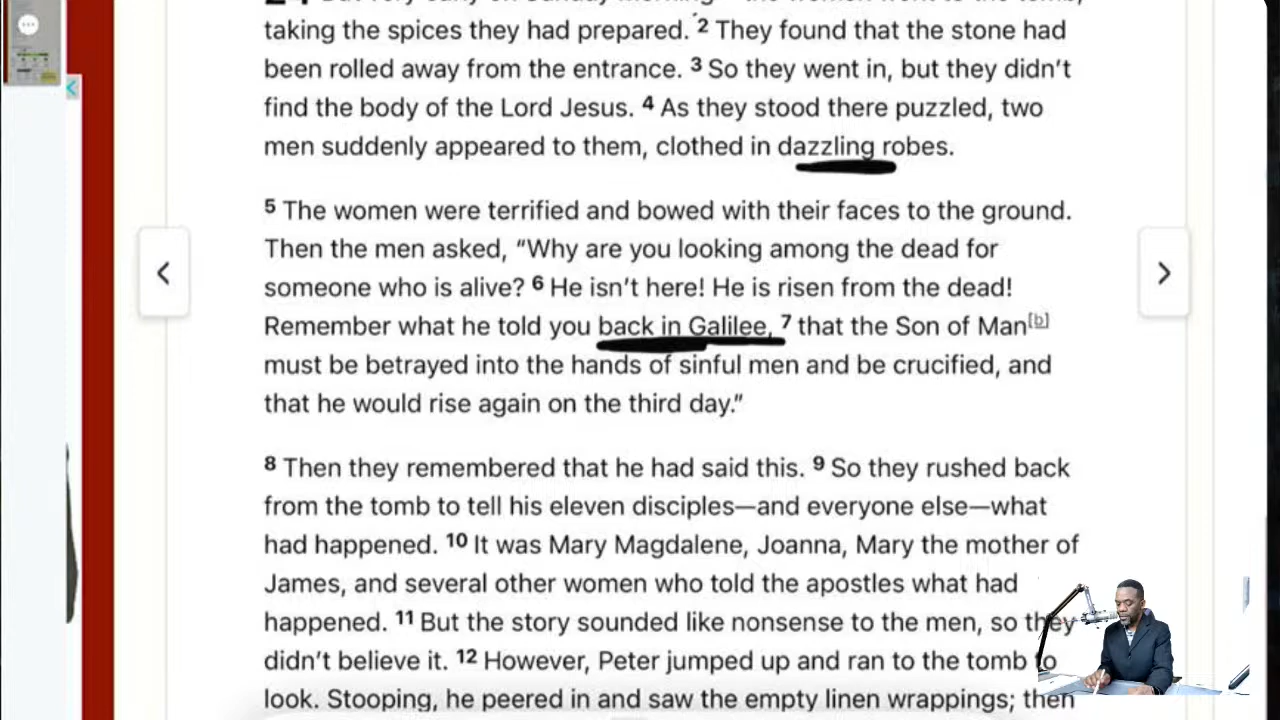 taking the spices they had prepared. 2 They found that the stone had
been rolled away from the entrance. 3 So they went in, but they didn't
find the body of the Lord Jesus. 4 As they stood there puzzled, two
men suddenly appeared to them, clothed in dazzling robes.
5 The women were terrified and bowed with their faces to the ground.
Then the men asked, “Why are you looking among the dead for
someone who is alive? 6 He isn't here! He is risen from the dead!
Remember what he told you back in Galilee, 7 that the Son of Man[b]
must be betrayed into the hands of sinful men and be crucified, and
that he would rise again on the third day.”
8 Then they remembered that he had said this. 9 So they rushed back
from the tomb to tell his eleven disciples—and everyone else—what
had happened. 10 It was Mary Magdalene, Joanna, Mary the mother of
James, and several other women who told the apostles what had
happened. 11 But the story sounded like nonsense to the men, so they
didn't believe it. 12 However, Peter jumped up and ran to the tomb to
look. Stooping, he peered in and saw the empty linen wrappings; then